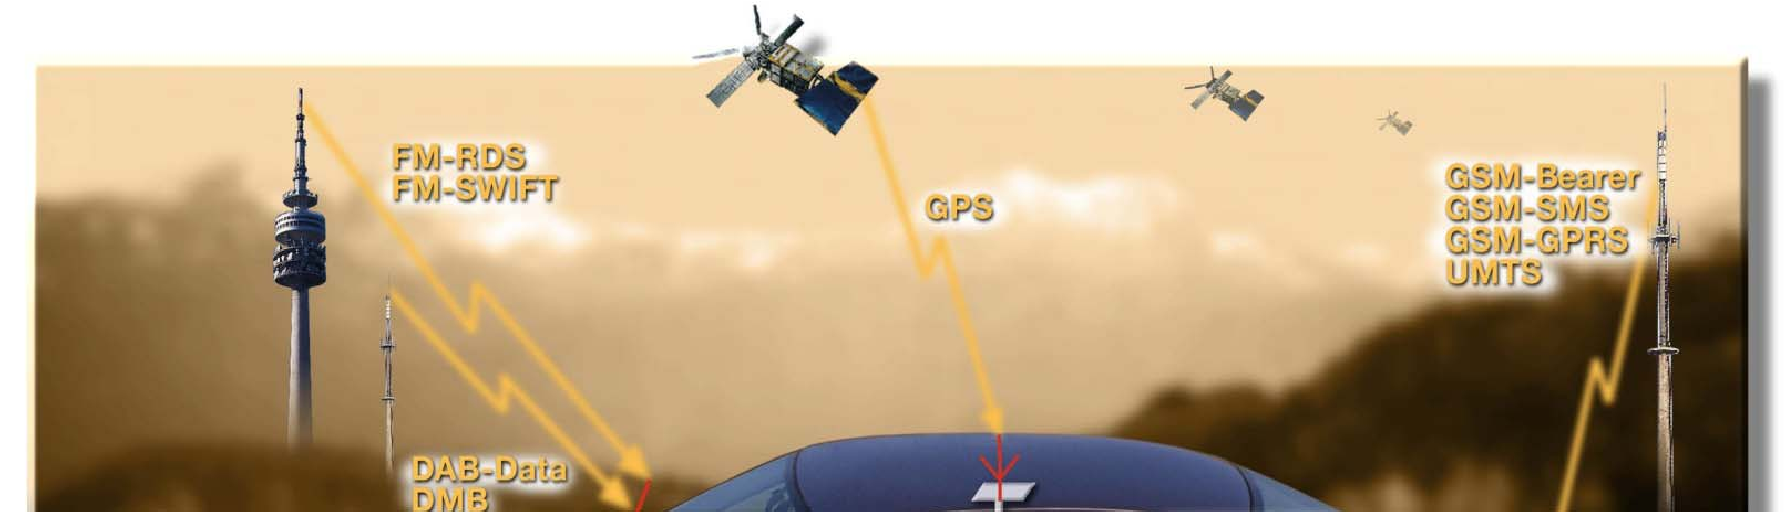 FM-RDS
FM-SWIFT
GPS
GSM-Bearer
GSM-SMS
GSM-GPRS
UMTS
DAB-Data
DMB